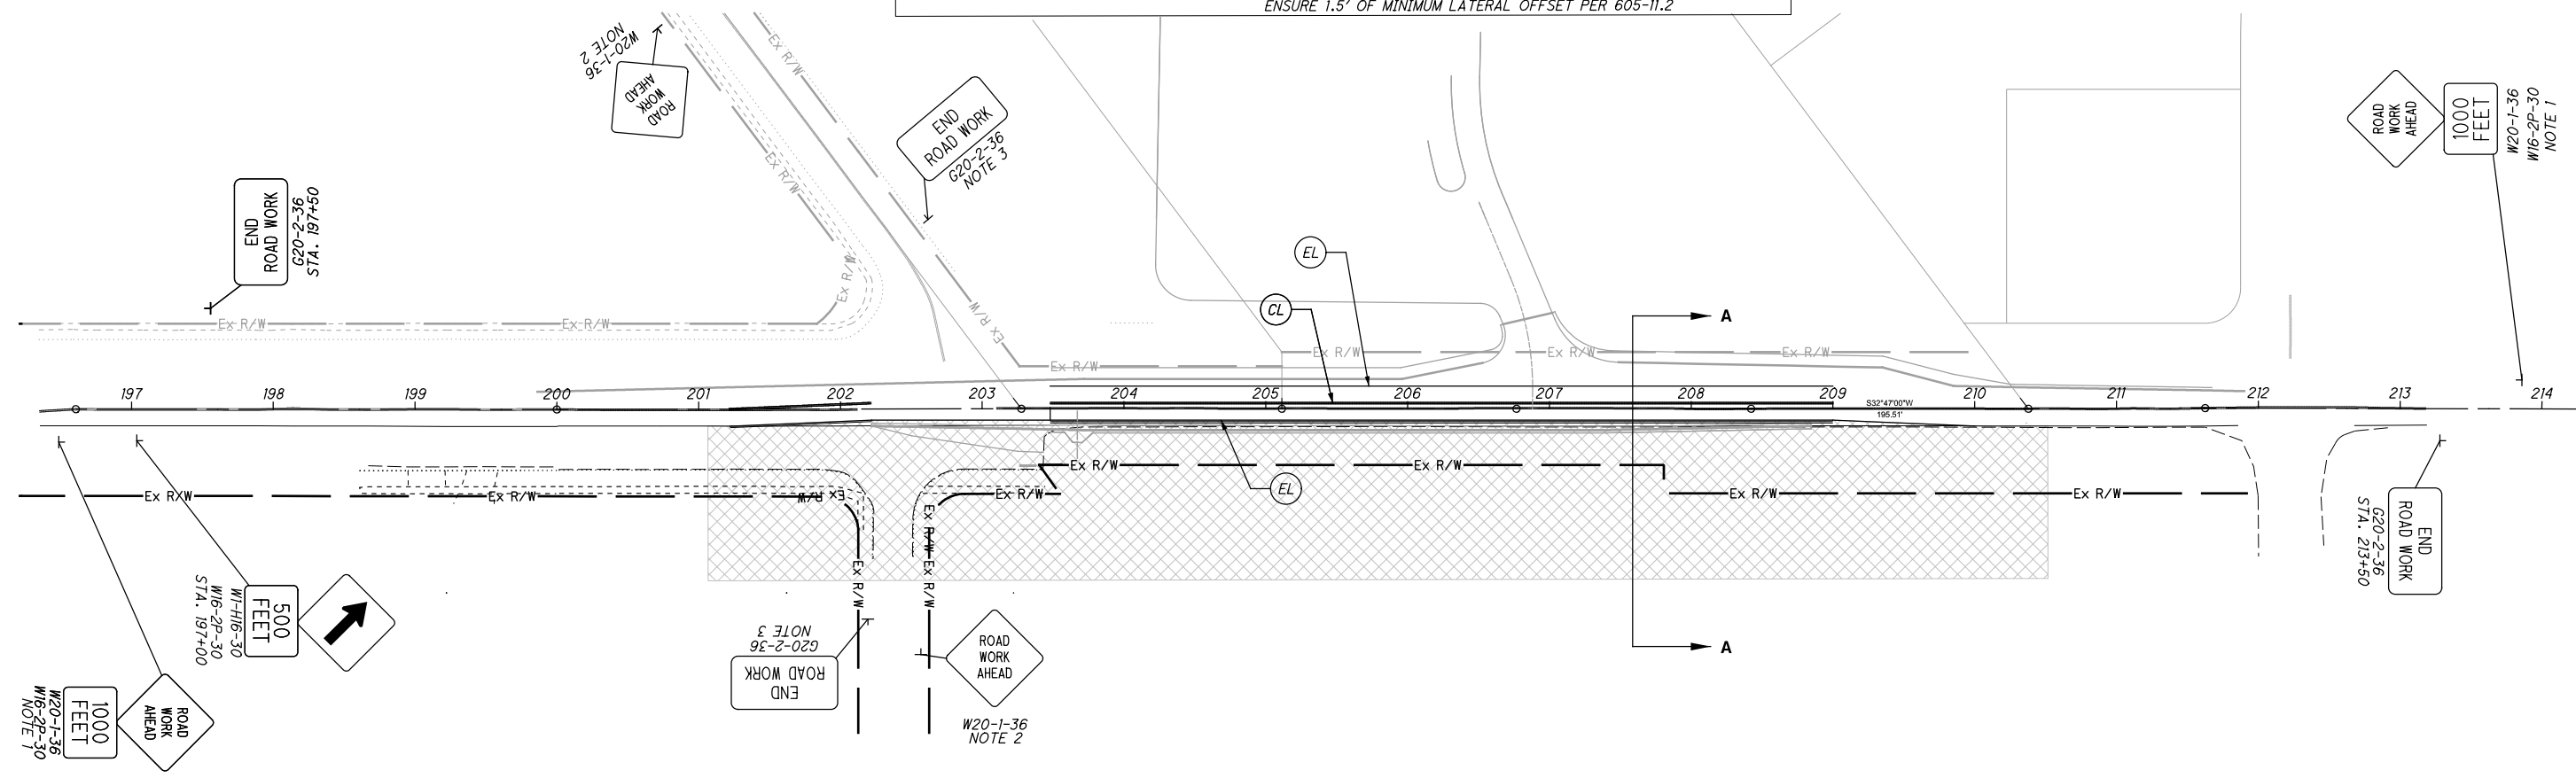 ENSURE 1.5' OF MINIMUM LATERAL OFFSET PER 605-11.2
W20-1-36
NOTE 2
ROAD
WORK
AHEAD
Ex R/W
Ex R/W
END
ROAD WORK
G20-2-36
NOTE 3
ROAD
WORK
AHEAD
1000
FEET
W20-1-36
W16-2P-30
NOTE 1
END
ROAD WORK
G20-2-36
STA. 197+50
EL
CL
A
Ex R/W
Ex R/W
Ex R/W
Ex R/W
Ex R/W
Ex R/W
Ex R/W
Ex R/W
197
198
199
200
201
202
203
204
205
206
207
208
209
210
211
212
213
214
S32°47'00"W
195.51'
Ex R/W
Ex R/W
Ex R/W
Ex R/W
Ex R/W
Ex R/W
Ex R/W
Ex R/W
EL
Ex R/W
Ex R/W
Ex R/W
END
ROAD WORK
G20-2-36
STA. 213+50
500
FEET
W1-H16-30
W16-2P-30
STA. 197+00
END
ROAD WORK
G20-2-36
NOTE 3
ROAD
WORK
AHEAD
W20-1-36
NOTE 2
A
ROAD
WORK
AHEAD
1000
FEET
W20-1-36
W16-2P-30
NOTE 1